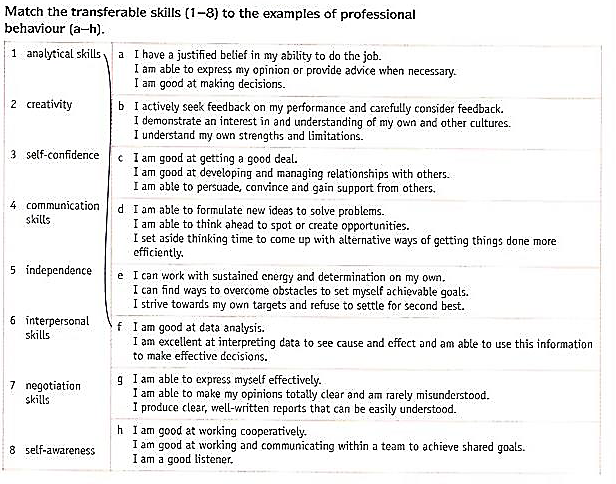 Match the transferable skills (1–8) to the examples of professional
behaviour (a–h).
1 analytical skills
a I have a justified belief in my ability to do the job.
I am able to express my opinion or provide advice when necessary.
I am good at making decisions.
2 creativity
b I actively seek feedback on my performance and carefully consider feedback.
I demonstrate an interest in and understanding of my own and other cultures.
I understand my own strengths and limitations.
3 self-confidence
c I am good at getting a good deal.
I am good at developing and managing relationships with others.
I am able to persuade, convince and gain support from others.
4 communication
skills
d I am able to formulate new ideas to solve problems.
I am able to think ahead to spot or create opportunities.
I set aside thinking time to come up with alternative ways of getting things done more
efficiently.
5 independence
e I can work with sustained energy and determination on my own.
I can find ways to overcome obstacles to set myself achievable goals.
I strive towards my own targets and refuse to settle for second best.
6 interpersonal
skills
f I am good at data analysis.
I am excellent at interpreting data to see cause and effect and am able to use this information
to make effective decisions.
7 negotiation
skills
g I am able to express myself effectively.
I am able to make my opinions totally clear and am rarely misunderstood.
I produce clear, well-written reports that can be easily understood.
8 self-awareness
h I am good at working cooperatively.
I am good at working and communicating within a team to achieve shared goals.
I am a good listener.